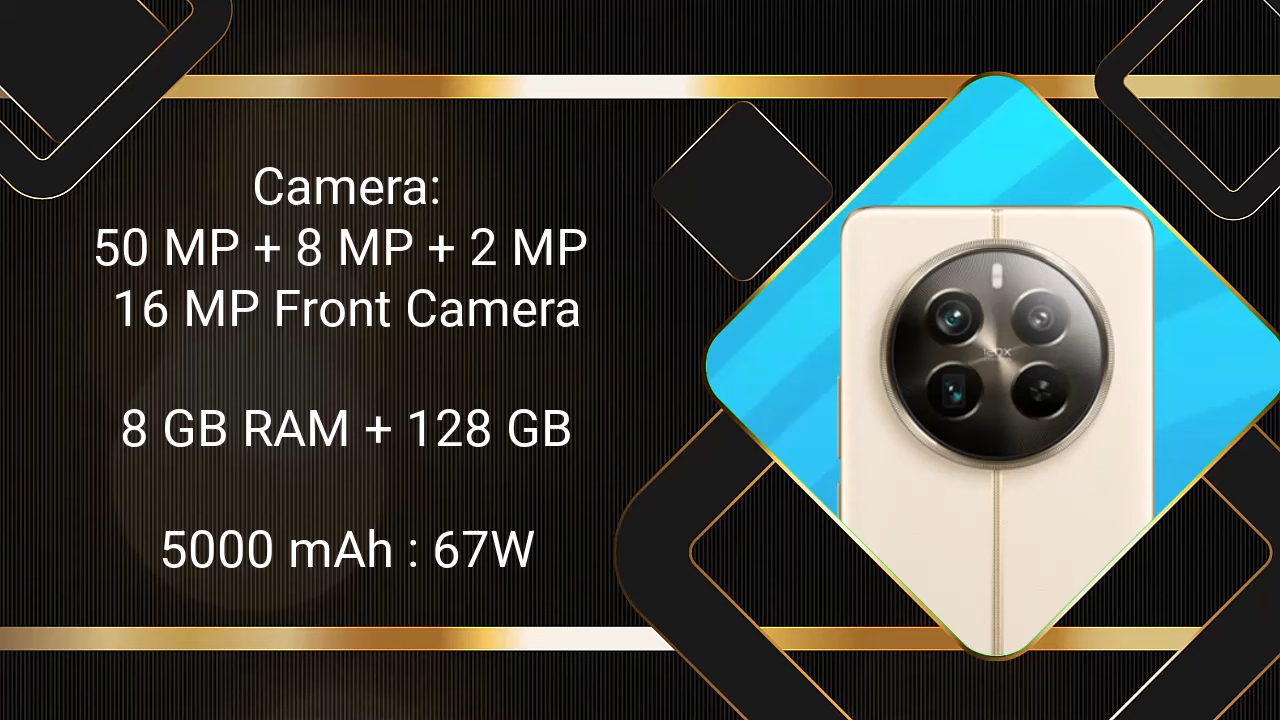 Camera:
50 MP + 8 MP + 2 MP
16 MP Front Camera
8 GB RAM + 128 GB
5000 mAh : 67W